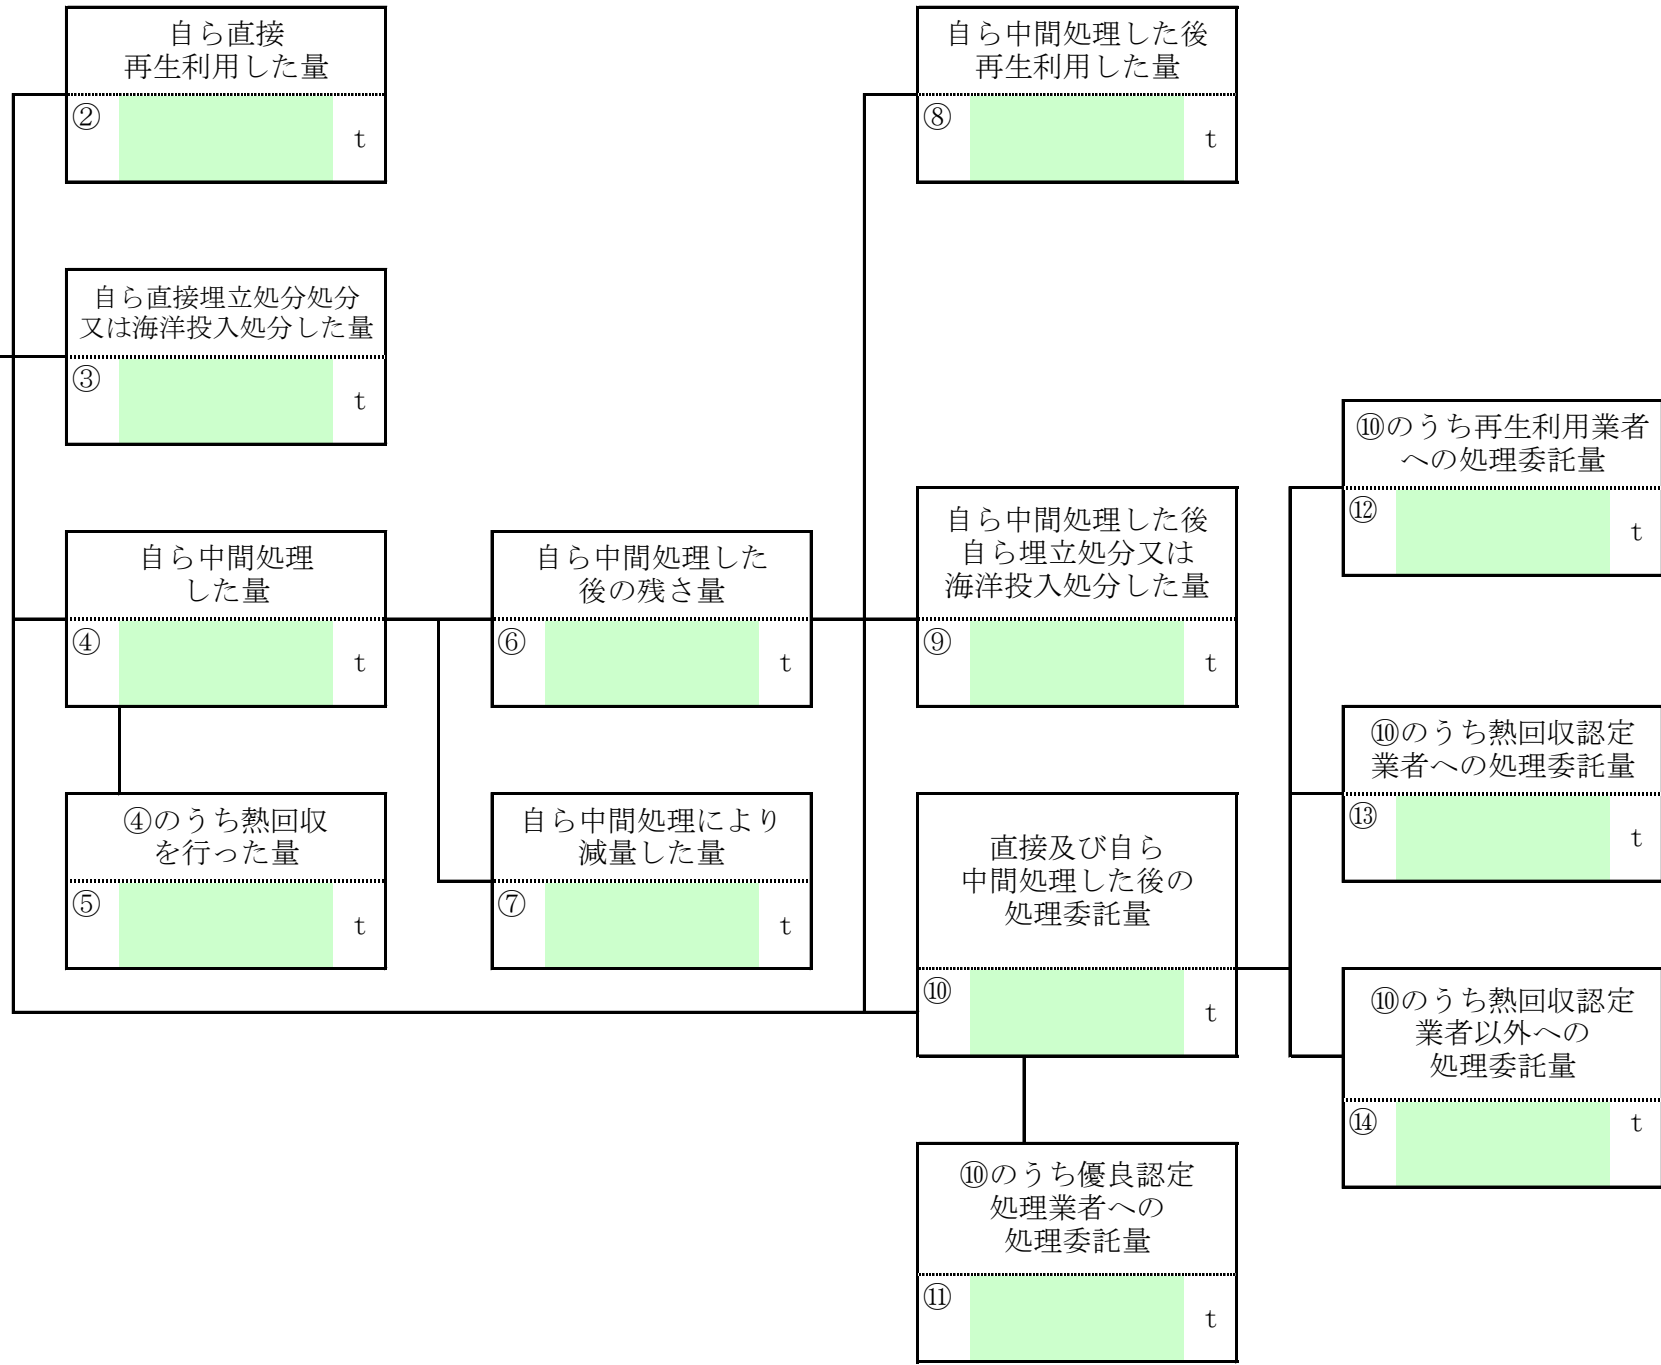 自ら直接
再生利用した量
②
t
自ら直接埋立処分処分
又は海洋投入処分した量
③
t
自ら中間処理
した量
④
t
④のうち熱回収
を行った量
⑤
t
自ら中間処理した
後の残さ量
⑥
t
自ら中間処理により
減量した量
⑦
t
自ら中間処理した後
再生利用した量
⑧
t
自ら中間処理した後
自ら埋立処分又は
海洋投入処分した量
⑨
t
直接及び自ら
中間処理した後の
処理委託量
⑩
t
⑩のうち優良認定
処理業者への
処理委託量
⑪
t
⑩のうち再生利用業者
への処理委託量
⑫
t
⑩のうち熱回収認定
業者への処理委託量
⑬
t
⑩のうち熱回収認定
業者以外への
処理委託量
⑭
t